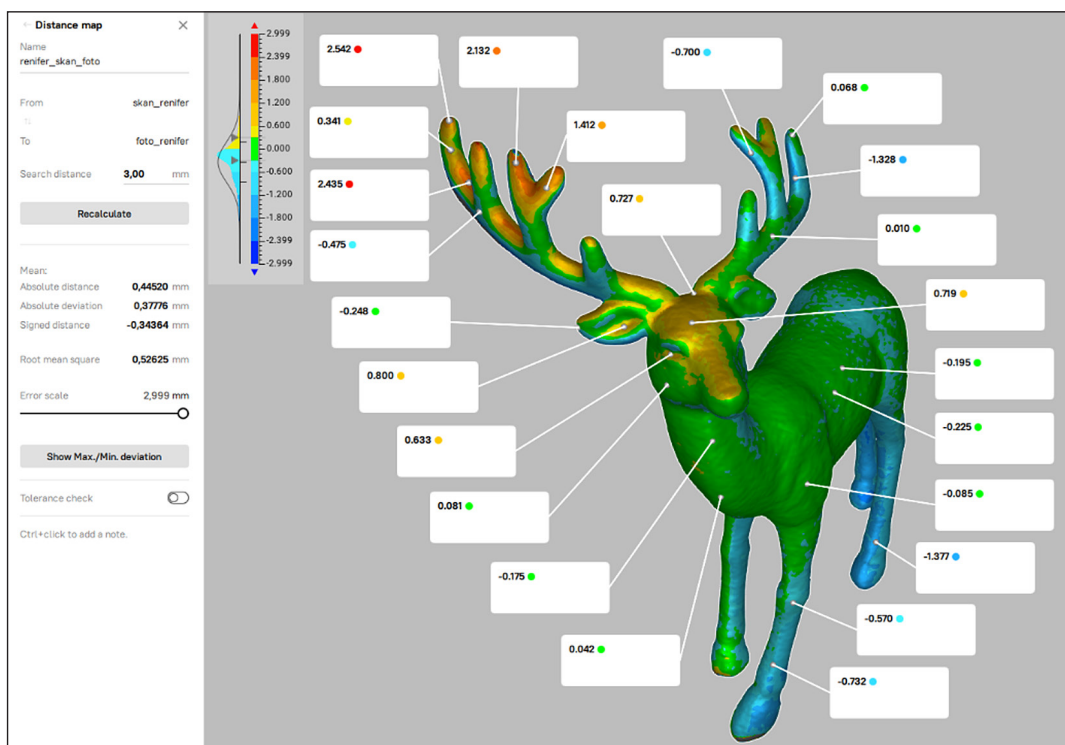 Distance map
Name
renifer_skan_foto
From skan_renifer
To foto_renifer
Search distance 3,00 mm
Recalculate
Mean:
Absolute distance 0,44520 mm
Absolute deviation 0,37776 mm
Signed distance -0,34364 mm
Root mean square 0,52625 mm
Error scale 2,999 mm
Show Max./Min. deviation
Tolerance check
Ctrl+click to add a note.
2.999
2.399
1.800
1.200
0.600
0.000
-0.600
-1.200
-1.800
-2.399
-2.999
2.542
2.132
-0.700
0.068
0.341
1.412
-1.328
2.435
0.727
0.010
-0.475
0.719
-0.248
-0.195
0.800
-0.225
0.633
-0.085
0.081
-1.377
-0.175
-0.570
0.042
-0.732